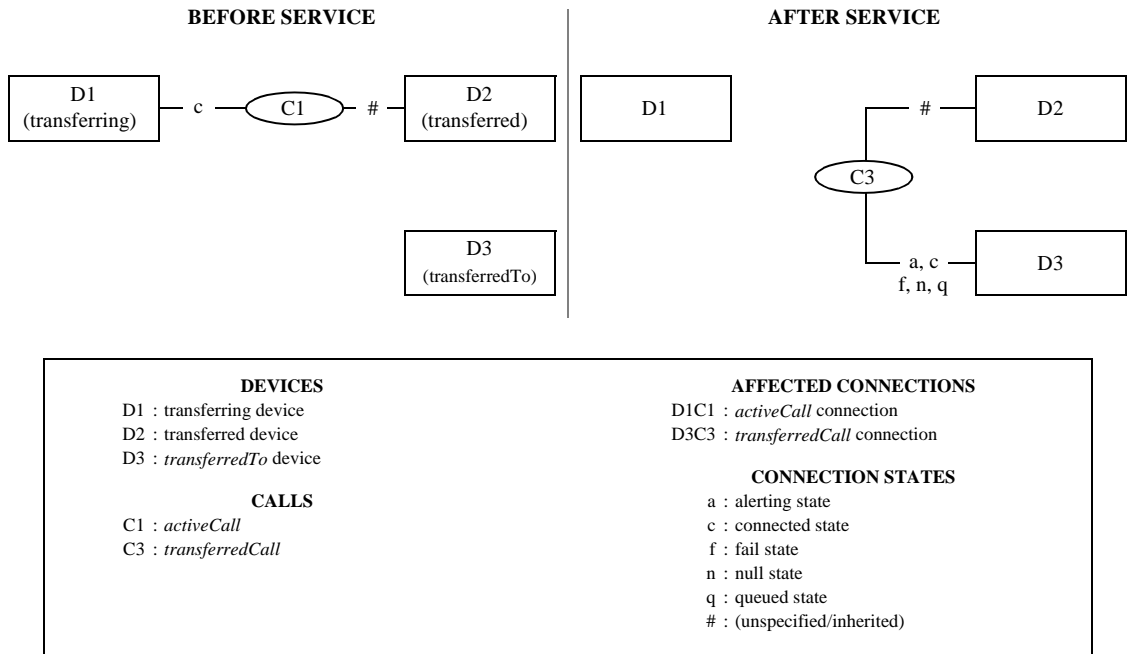 BEFORE SERVICE
AFTER SERVICE
D1
(transferring)
c
C1
#
D2
(transferred)
D3
(transferredTo)
D1
#
D2
C3
a, c
f, n, q
D3
DEVICES
D1 : transferring device
D2 : transferred device
D3 : transferredTo device
CALLS
C1 : activeCall
C3 : transferredCall
AFFECTED CONNECTIONS
D1C1 : activeCall connection
D3C3 : transferredCall connection
CONNECTION STATES
a : alerting state
c : connected state
f : fail state
n : null state
q : queued state
# : (unspecified/inherited)